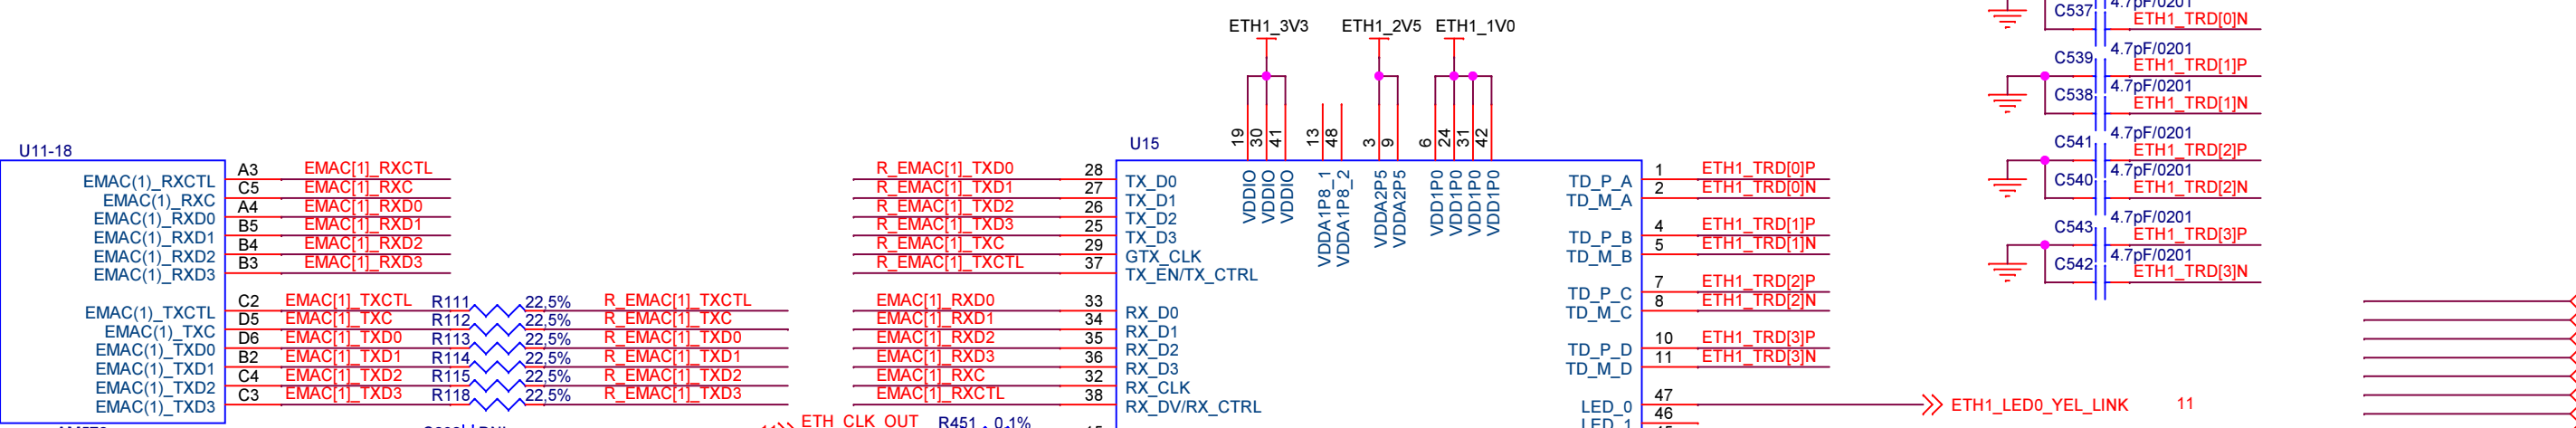 U11-18
EMAC(1)_RXCTL A3 EMAC[1]_RXCTL
EMAC(1)_RXC C5 EMAC[1]_RXC
EMAC(1)_RXD0 A4 EMAC[1]_RXD0
EMAC(1)_RXD1 B5 EMAC[1]_RXD1
EMAC(1)_RXD2 B4 EMAC[1]_RXD2
EMAC(1)_RXD3 B3 EMAC[1]_RXD3
EMAC(1)_TXCTL C2 EMAC[1]_TXCTL R111 22,5% R_EMAC[1]_TXCTL
EMAC(1)_TXC D5 EMAC[1]_TXC R112 22,5% R_EMAC[1]_TXC
EMAC(1)_TXD0 D6 EMAC[1]_TXD0 R113 22,5% R_EMAC[1]_TXD0
EMAC(1)_TXD1 B2 EMAC[1]_TXD1 R114 22,5% R_EMAC[1]_TXD1
EMAC(1)_TXD2 C4 EMAC[1]_TXD2 R115 22,5% R_EMAC[1]_TXD2
EMAC(1)_TXD3 C3 EMAC[1]_TXD3 R118 22,5% R_EMAC[1]_TXD3
ETH_CLK_OUT R451 0.1%
ETH1_3V3 ETH1_2V5 ETH1_1V0
U15
19 30 41 13 48 3 9 6 24 31 42
VDDIO VDDIO VDDIO VDDA1P8_1 VDDA1P8_2 VDDA2P5 VDDA2P5 VDD1P0 VDD1P0 VDD1P0 VDD1P0
R_EMAC[1]_TXD0 28 TX_D0
R_EMAC[1]_TXD1 27 TX_D1
R_EMAC[1]_TXD2 26 TX_D2
R_EMAC[1]_TXD3 25 TX_D3
R_EMAC[1]_TXC 29 GTX_CLK
R_EMAC[1]_TXCTL 37 TX_EN/TX_CTRL
EMAC[1]_RXD0 33 RX_D0
EMAC[1]_RXD1 34 RX_D1
EMAC[1]_RXD2 35 RX_D2
EMAC[1]_RXD3 36 RX_D3
EMAC[1]_RXC 32 RX_CLK
EMAC[1]_RXCTL 38 RX_DV/RX_CTRL
TD_P_A 1 ETH1_TRD[0]P
TD_M_A 2 ETH1_TRD[0]N
TD_P_B 4 ETH1_TRD[1]P
TD_M_B 5 ETH1_TRD[1]N
TD_P_C 7 ETH1_TRD[2]P
TD_M_C 8 ETH1_TRD[2]N
TD_P_D 10 ETH1_TRD[3]P
TD_M_D 11 ETH1_TRD[3]N
LED_0 47 ETH1_LED0_YEL_LINK 11
LED_1 46
C537 4.7pF/0201 ETH1_TRD[0]N
C539 4.7pF/0201 ETH1_TRD[1]P
C538 4.7pF/0201 ETH1_TRD[1]N
C541 4.7pF/0201 ETH1_TRD[2]P
C540 4.7pF/0201 ETH1_TRD[2]N
C543 4.7pF/0201 ETH1_TRD[3]P
C542 4.7pF/0201 ETH1_TRD[3]N